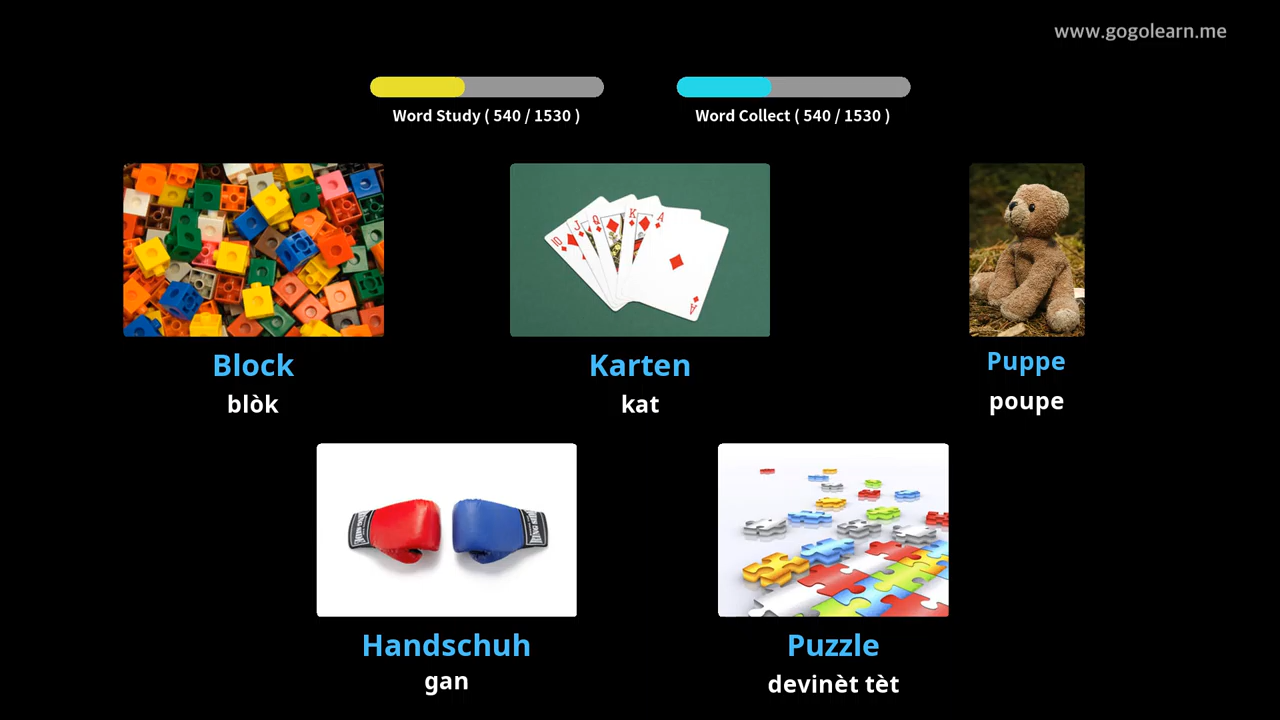 www.gogolearn.me
Word Study ( 540 / 1530 )
Word Collect ( 540 / 1530 )
10 J Q K A
A
Block
Karten
Puppe
blòk
kat
poupe
Handschuh
Puzzle
gan
devinèt tèt